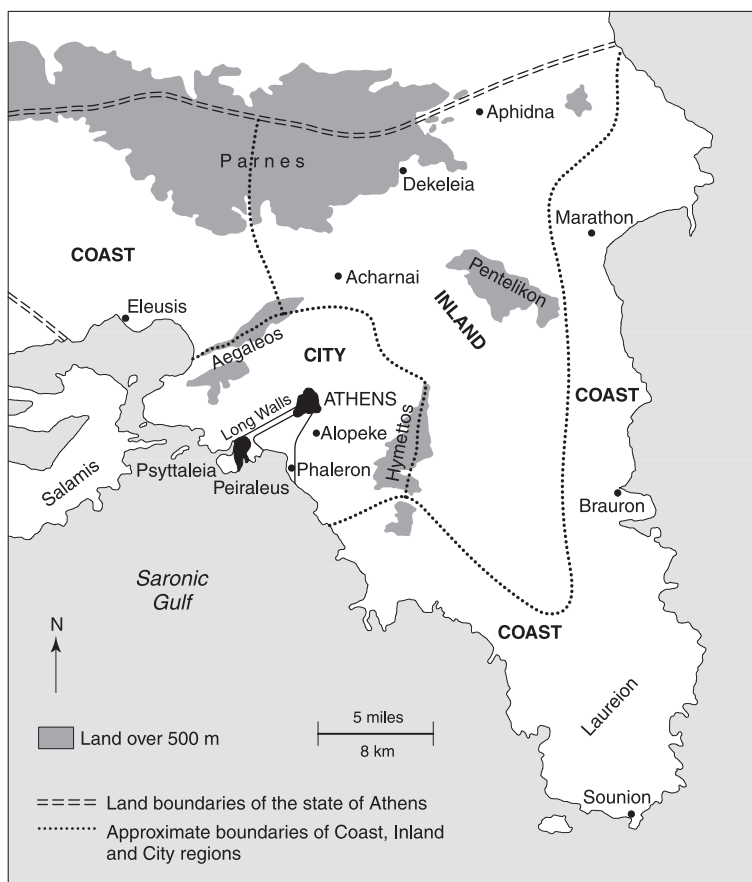 Aphidna
Parnes
Dekeleia
Marathon
COAST
Acharnai
Pentelikon
Eleusis
INLAND
Aegaleos
CITY
COAST
ATHENS
Long Walls
Alopeke
Hymettos
Psyttaleia
Phaleron
Salamis
Peiraleus
Brauron
Saronic
Gulf
N
COAST
5 miles
Laureion
Land over 500 m
8 km
Sounion
Land boundaries of the state of Athens
Approximate boundaries of Coast, Inland
and City regions